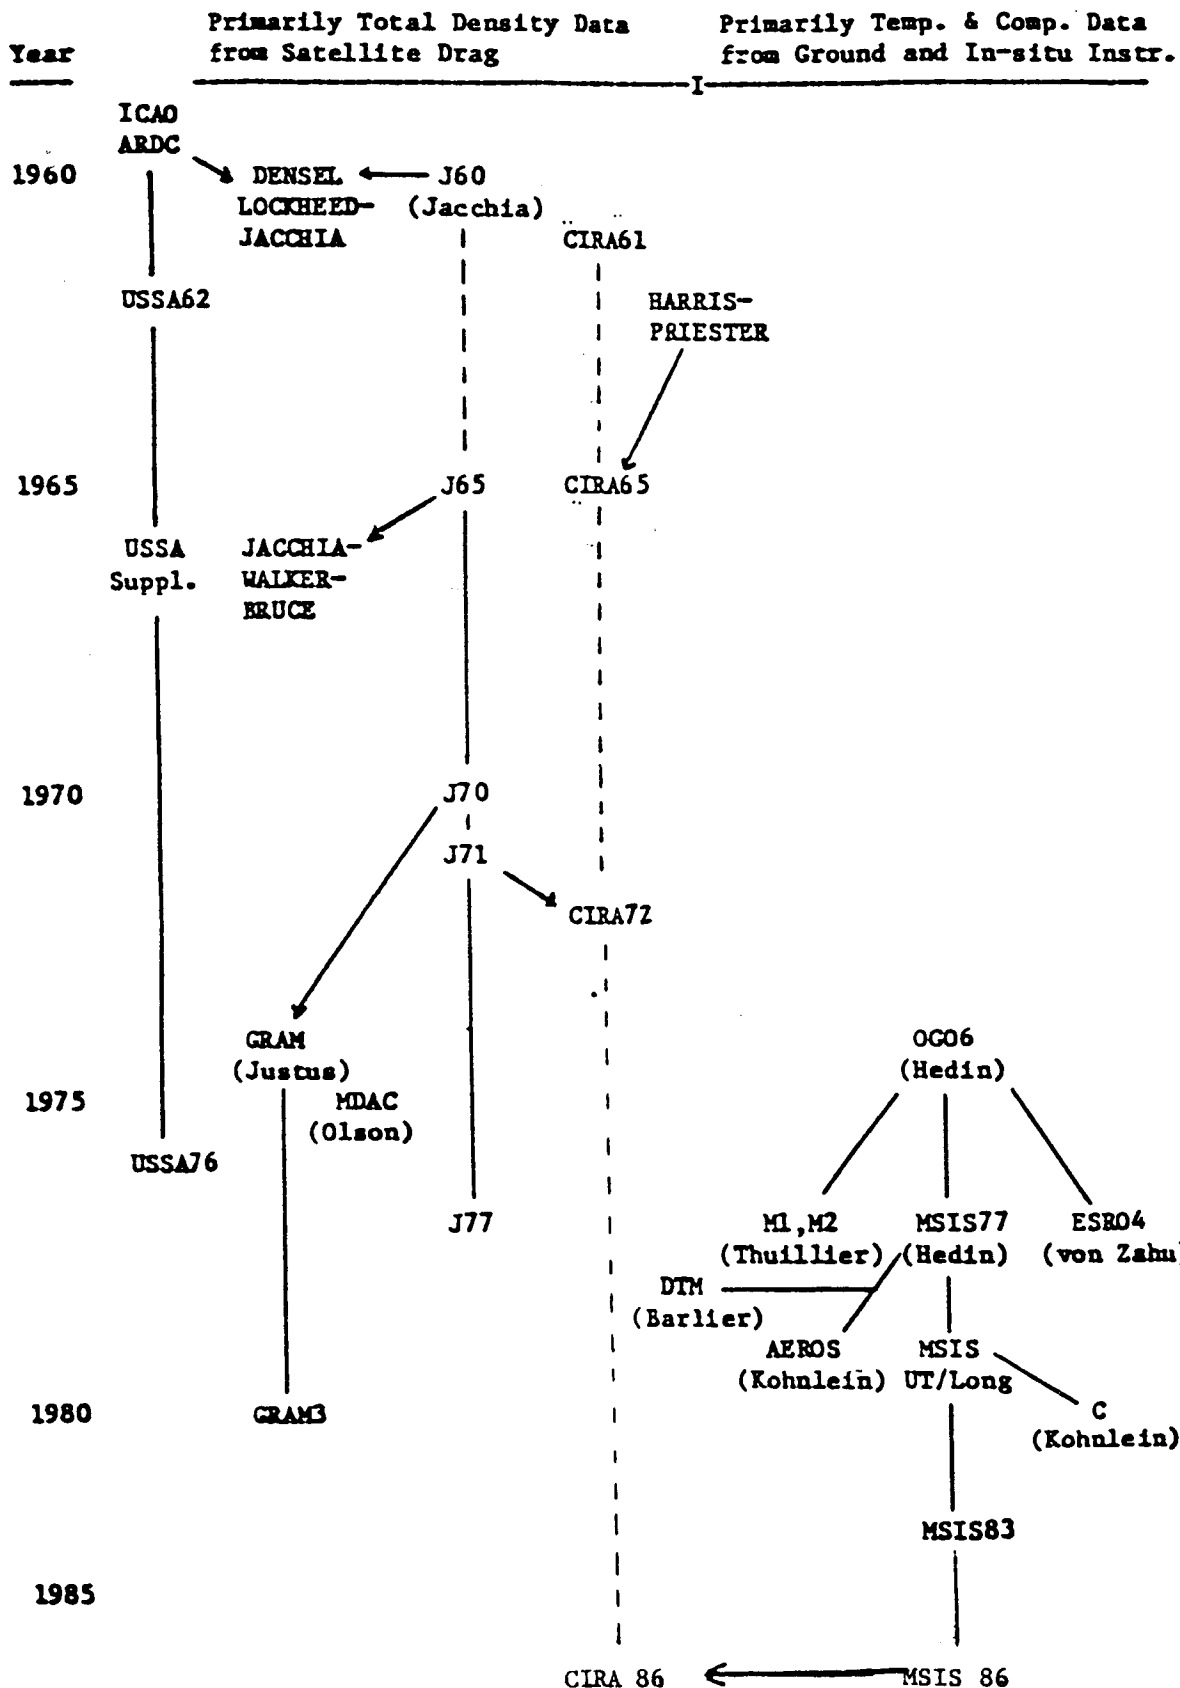 Year
Primarily Total Density Data
from Satellite Drag
Primarily Temp. & Comp. Data
from Ground and In-situ Instr.
I
ICAO
ARDC
1960
DENSEL
LOCKHEED-
JACCHIA
J60
(Jacchia)
CIRA61
USSA62
HARRIS-
PRIESTER
1965
J65
CIRA65
USSA
Suppl.
JACCHIA-
WALKER-
BRUCE
1970
J70
J71
CIRA72
GRAM
(Justus)
OGO6
(Hedin)
1975
MDAC
(Olson)
USSA76
J77
M1,M2
(Thuillier)
MSIS77
(Hedin)
ESRO4
(von Zahu)
DTM
(Barlier)
AEROS
(Kohnlein)
MSIS
UT/Long
1980
GRAM3
C
(Kohnlein)
MSIS83
1985
CIRA 86
MSIS 86